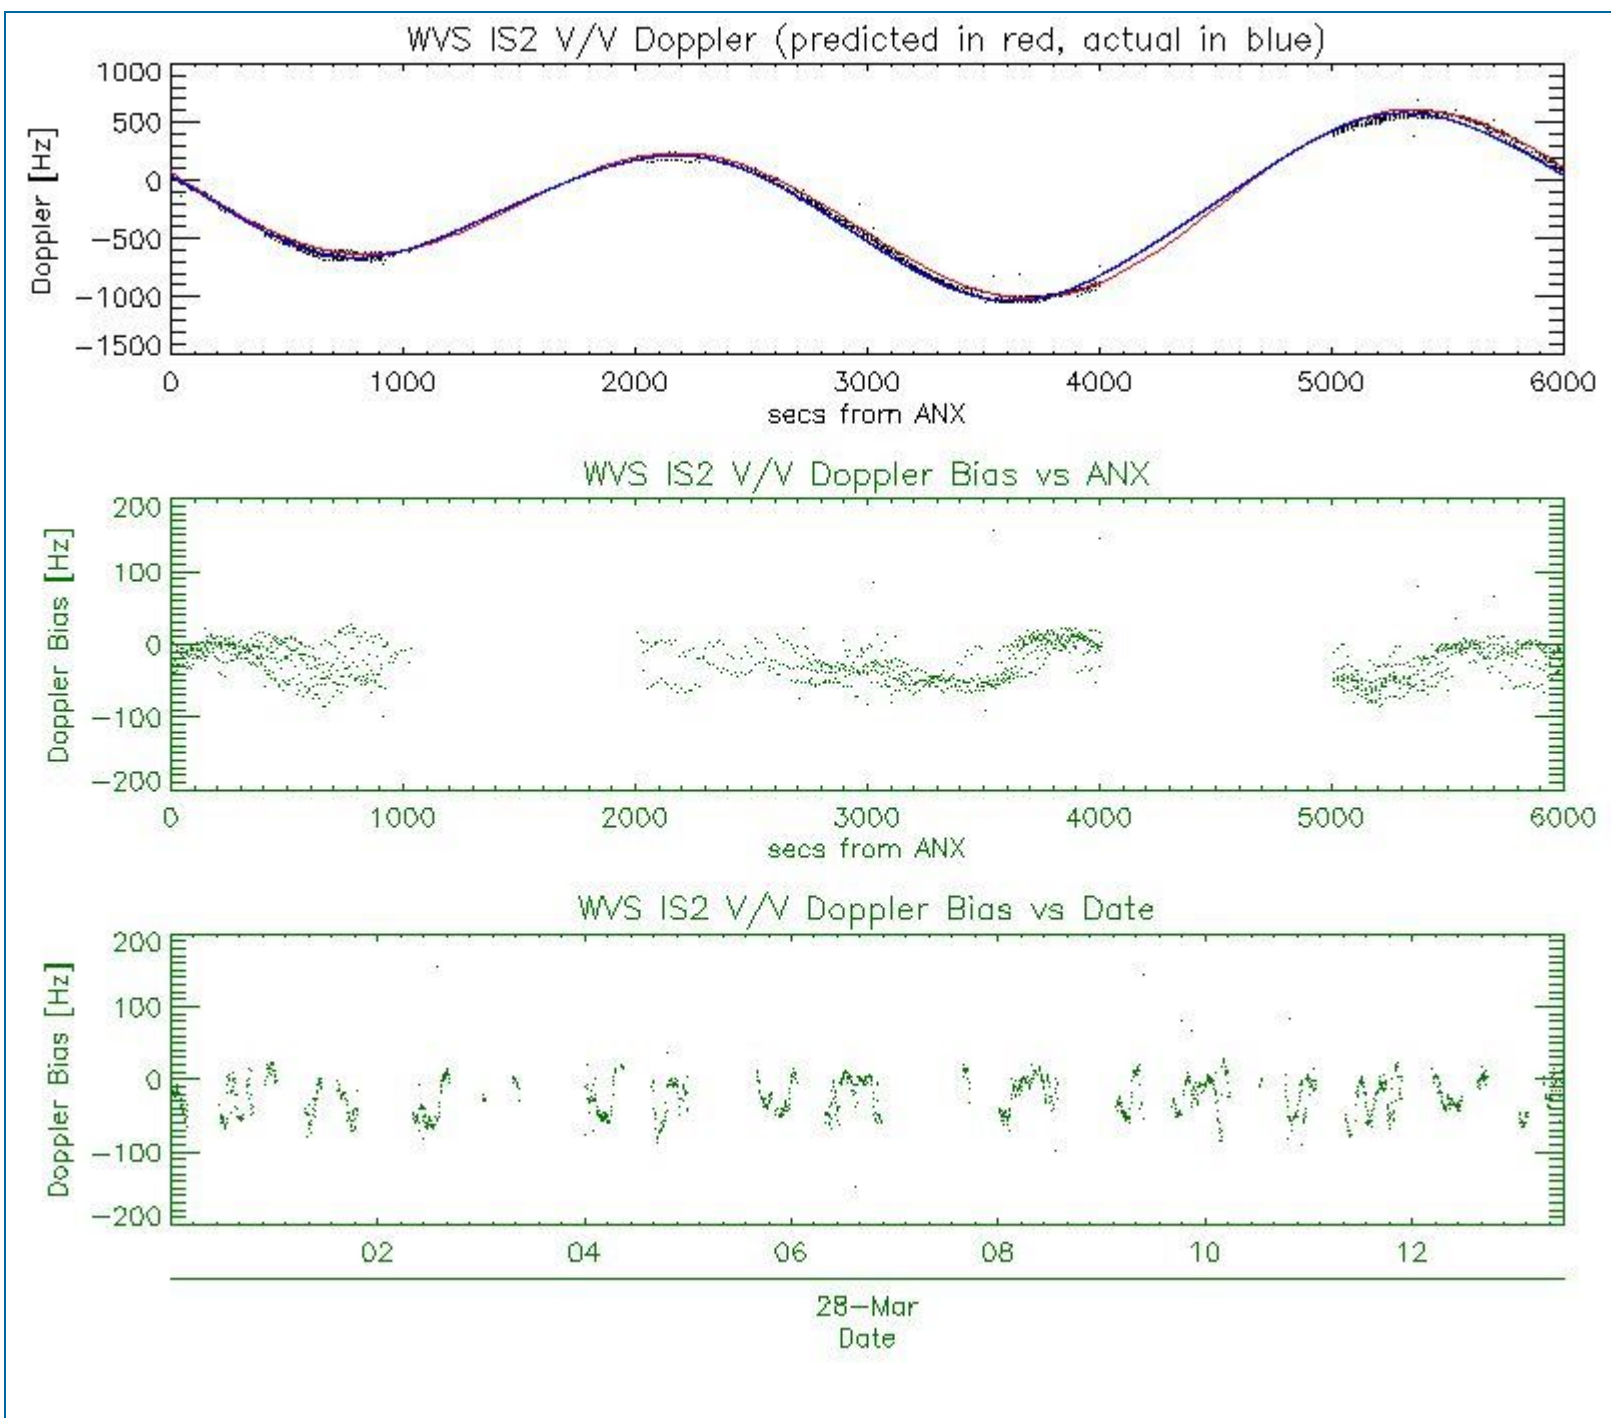 WVS IS2 V/V Doppler (predicted in red, actual in blue)
1000
500
0
−500
−1000
−1500
Doppler [Hz]
0 1000 2000 3000 4000 5000 6000
secs from ANX
WVS IS2 V/V Doppler Bias vs ANX
200
100
0
−100
−200
Doppler Bias [Hz]
0 1000 2000 3000 4000 5000 6000
secs from ANX
WVS IS2 V/V Doppler Bias vs Date
200
100
0
−100
−200
Doppler Bias [Hz]
02 04 06 08 10 12
28−Mar
Date